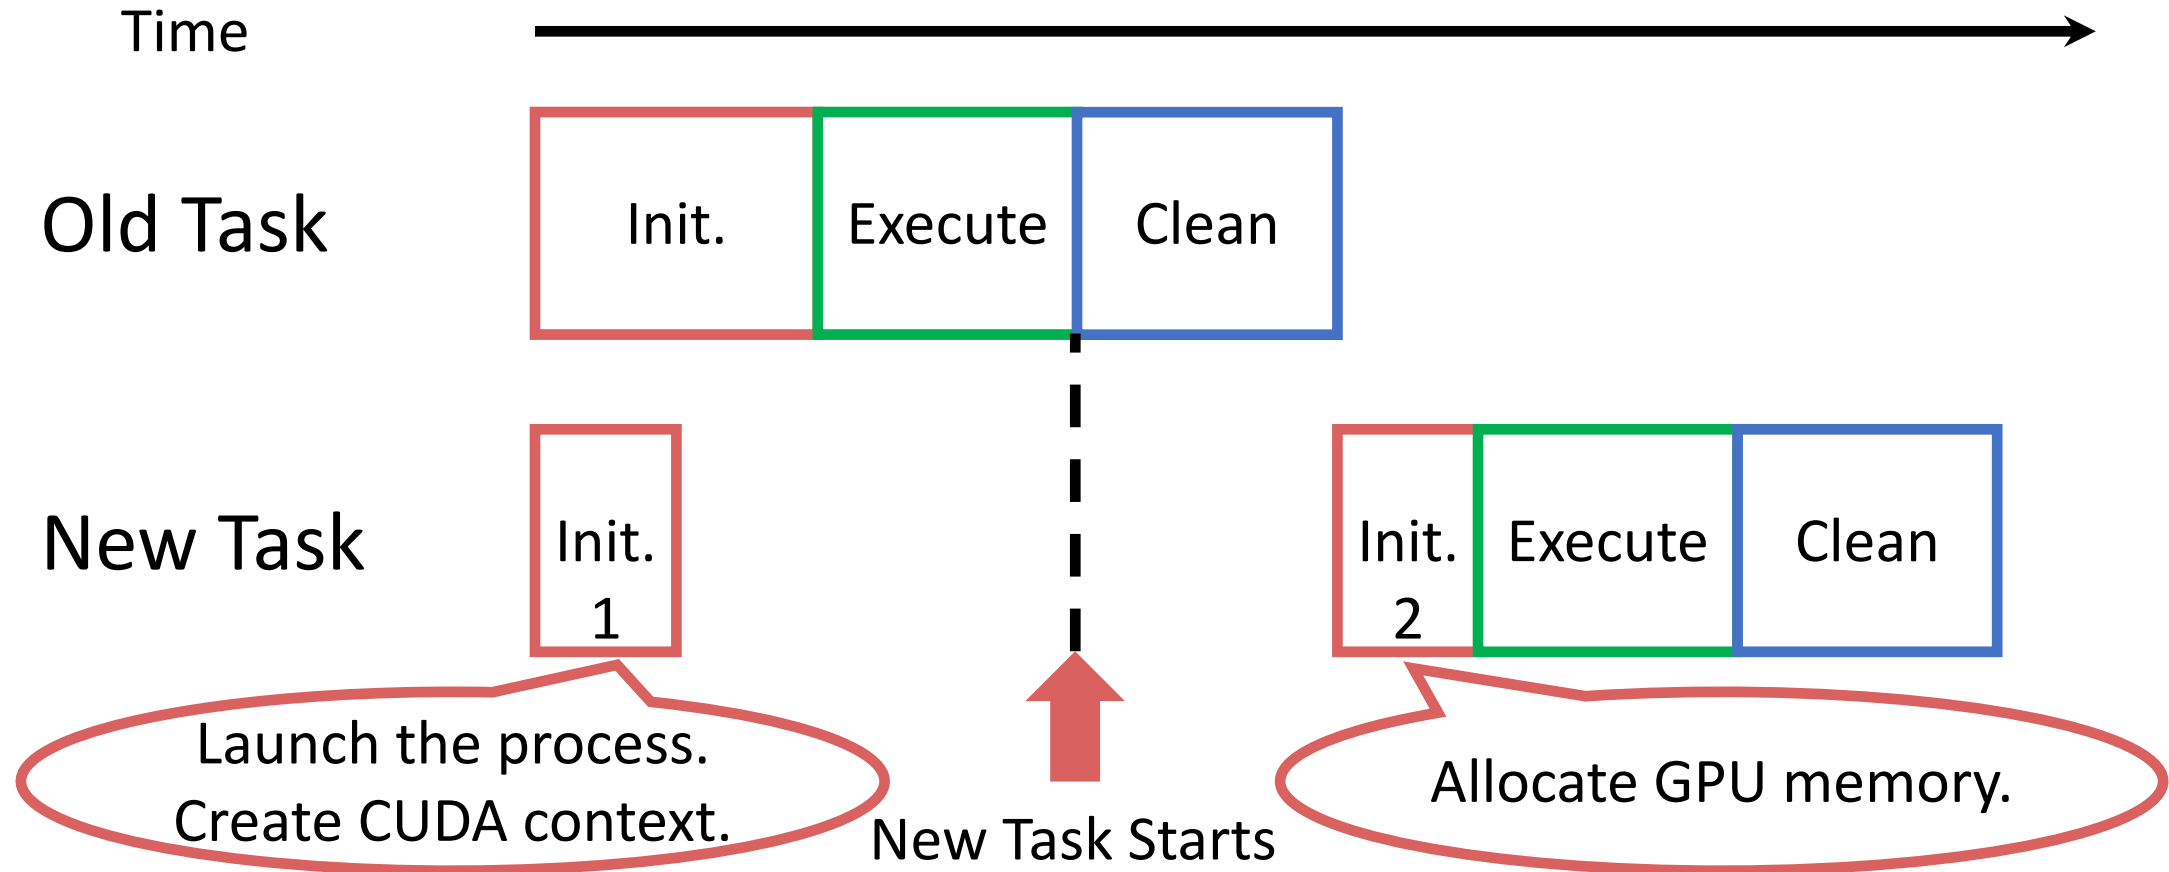 Time
Old Task
Init.
Execute
Clean
New Task
Init.
1
Init.
2
Execute
Clean
Launch the process.
Create CUDA context.
New Task Starts
Allocate GPU memory.